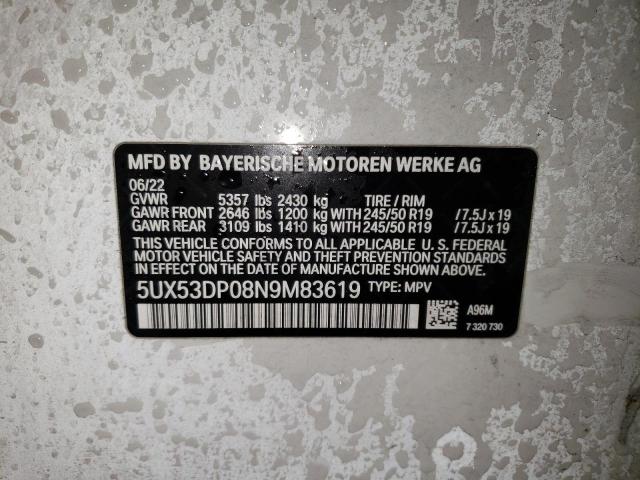 MFD BY BAYERISCHE MOTOREN WERKE AG
06/22
GVWR 5357 lbs 2430 kg TIRE / RIM
GAWR FRONT 2646 lbs 1200 kg WITH 245/50 R19 / 7.5J x 19
GAWR REAR 3109 lbs 1410 kg WITH 245/50 R19 / 7.5J x 19
THIS VEHICLE CONFORMS TO ALL APPLICABLE U. S. FEDERAL
MOTOR VEHICLE SAFETY AND THEFT PREVENTION STANDARDS
IN EFFECT ON THE DATE OF MANUFACTURE SHOWN ABOVE.
5UX53DP08N9M83619 TYPE: MPV
A96M
7 320 730